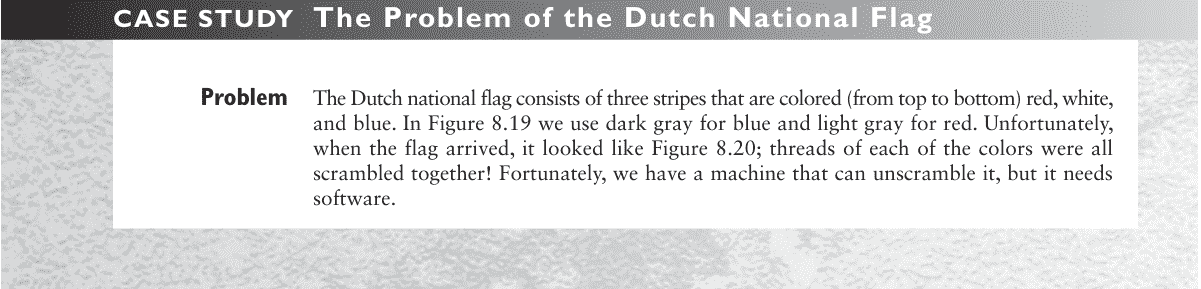 CASE STUDY The Problem of the Dutch National Flag
Problem The Dutch national flag consists of three stripes that are colored (from top to bottom) red, white,
and blue. In Figure 8.19 we use dark gray for blue and light gray for red. Unfortunately,
when the flag arrived, it looked like Figure 8.20; threads of each of the colors were all
scrambled together! Fortunately, we have a machine that can unscramble it, but it needs
software.